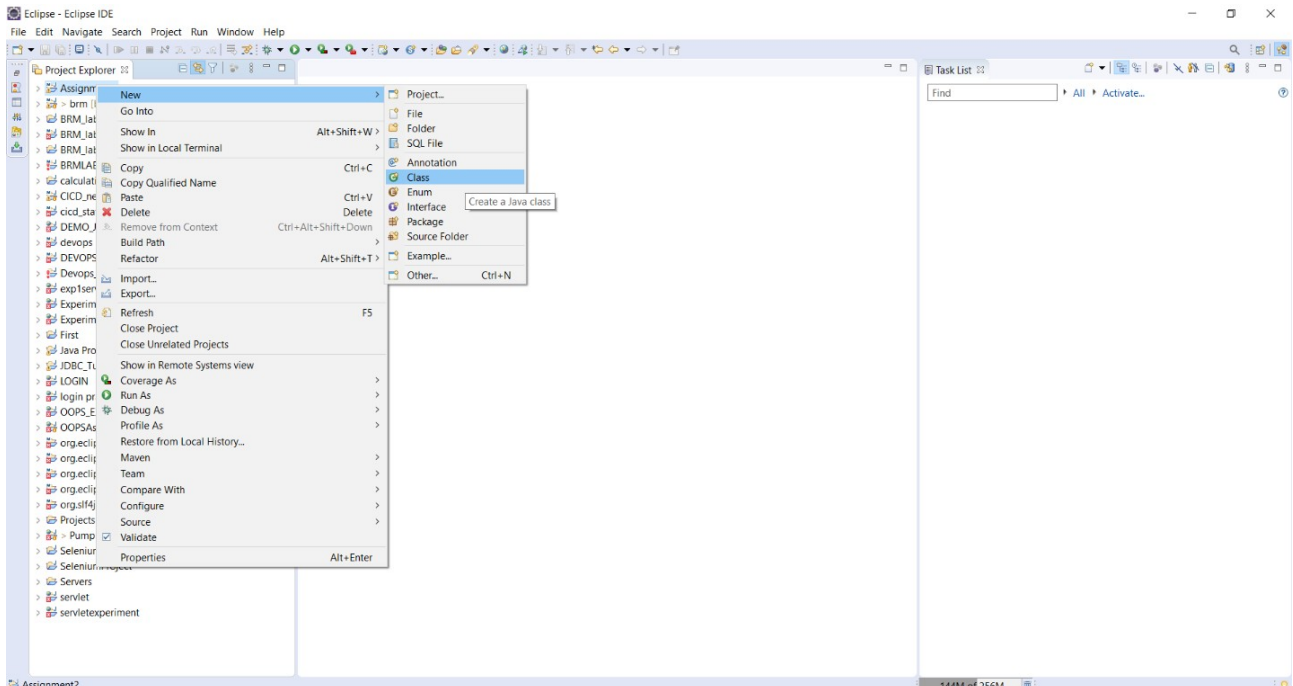 Eclipse - Eclipse IDE
File Edit Navigate Search Project Run Window Help
Project Explorer
Assignm
> brm
BRM_lab
BRM_lab
BRM_lab
BRMLAB
calculati
CICD_ne
cicd_sta
DEMO_J
devops
DEVOPS
Devops_
exp1ser
Experim
Experim
First
Java Pro
JDBC_Tu
LOGIN
login pr
OOPS_E
OOPSAs
org.eclip
org.eclip
org.eclip
org.slf4j
Projects
> Pump
Selenium
SeleniumProject
Servers
servlet
servletexperiment
New
Go Into
Show In Alt+Shift+W >
Show in Local Terminal
Copy Ctrl+C
Copy Qualified Name
Paste Ctrl+V
Delete Delete
Remove from Context Ctrl+Alt+Shift+Down
Build Path
Refactor Alt+Shift+T >
Import...
Export...
Refresh F5
Close Project
Close Unrelated Projects
Show in Remote Systems view
Coverage As
Run As
Debug As
Profile As
Restore from Local History...
Maven
Team
Compare With
Configure
Source
Validate
Properties Alt+Enter
Project...
File
Folder
SQL File
Annotation
Class
Enum
Interface
Package
Source Folder
Example...
Other... Ctrl+N
Create a Java class
Task List
Find All Activate...
Assignment2
144M of 256M